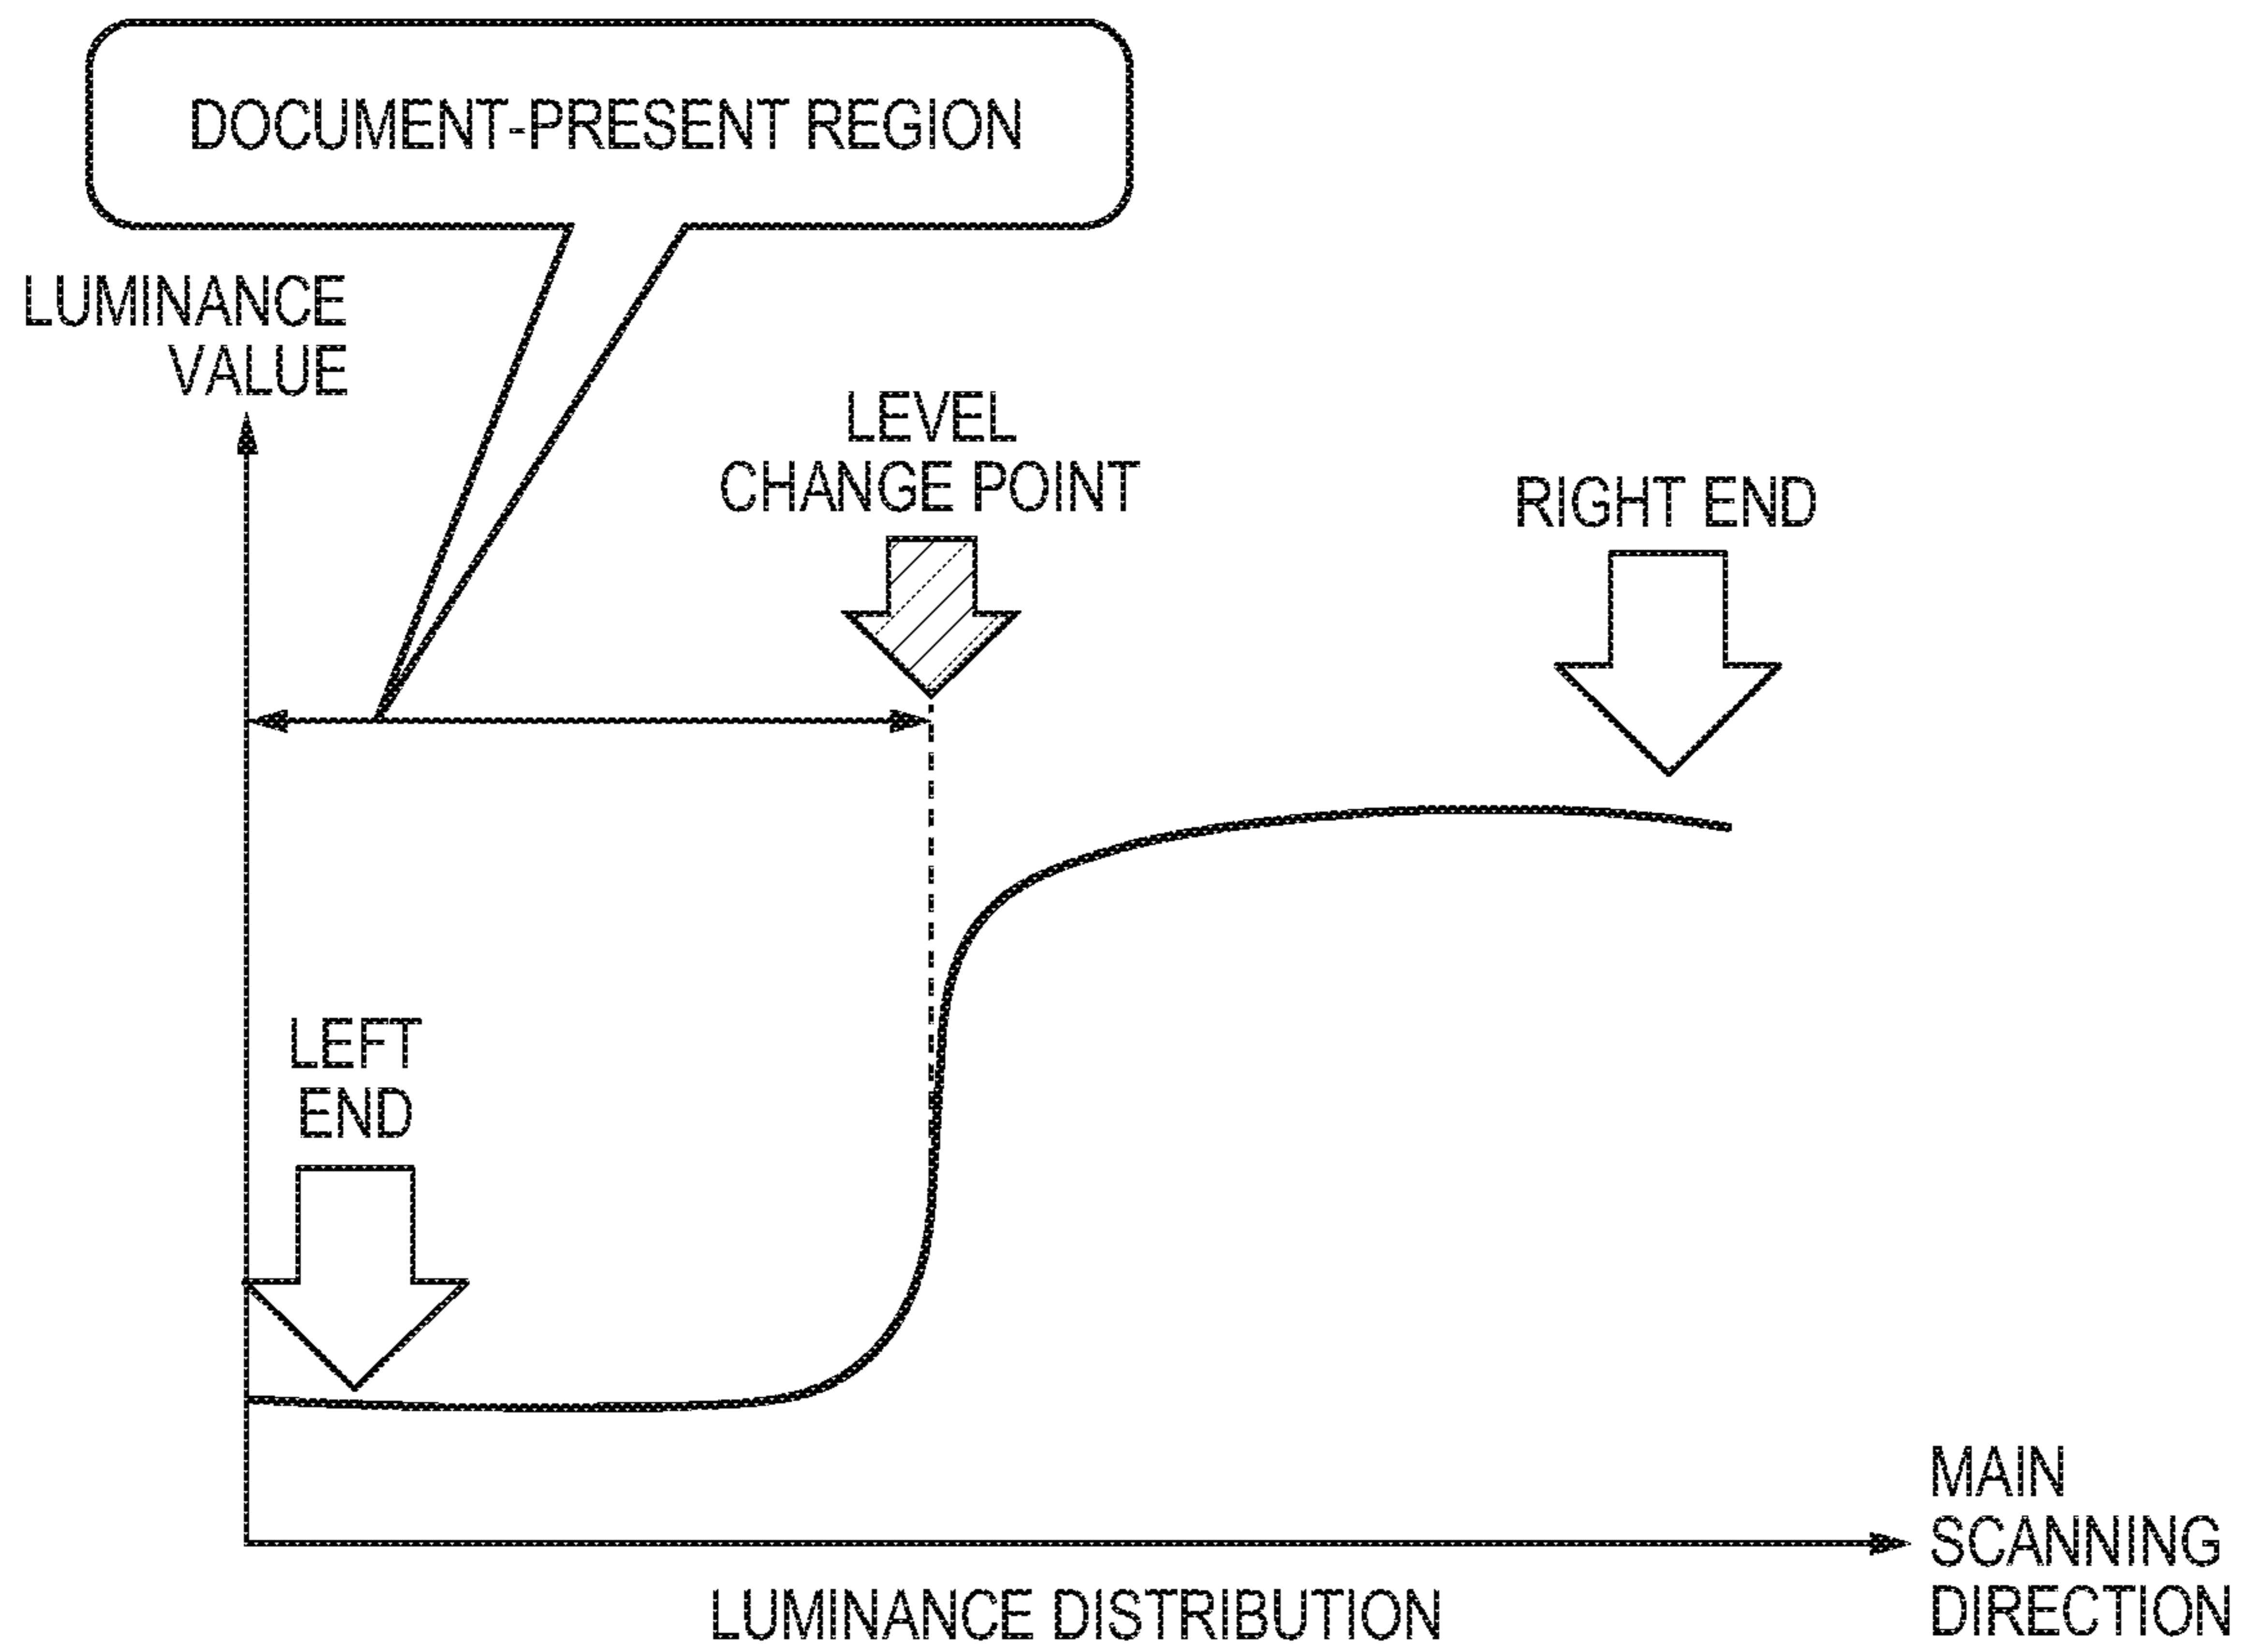 DOCUMENT-PRESENT REGION
LUMINANCE
VALUE
LEVEL
CHANGE POINT
RIGHT END
LEFT
END
MAIN
SCANNING
DIRECTION
LUMINANCE DISTRIBUTION